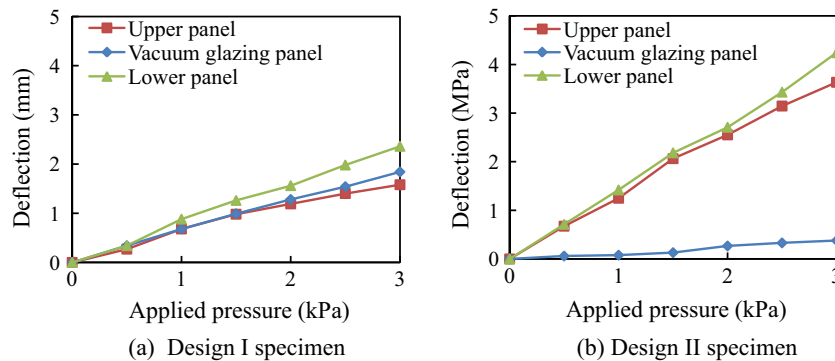 5
4
3
2
1
0
Deflection (mm)
Upper panel
Vacuum glazing panel
Lower panel
0
1
2
3
Applied pressure (kPa)
(a) Design I specimen
5
4
3
2
1
0
Deflection (MPa)
Upper panel
Vacuum glazing panel
Lower panel
0
1
2
3
Applied pressure (kPa)
(b) Design II specimen